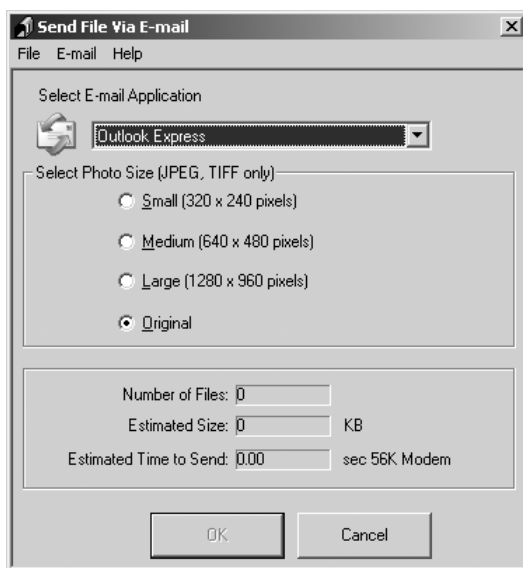 Send File Via E-mail
File E-mail Help
Select E-mail Application
Outlook Express
Select Photo Size (JPEG, TIFF only)
Small (320 x 240 pixels)
Medium (640 x 480 pixels)
Large (1280 x 960 pixels)
Original
Number of Files: 0
Estimated Size: 0 KB
Estimated Time to Send: 0.00 sec 56K Modem
OK Cancel